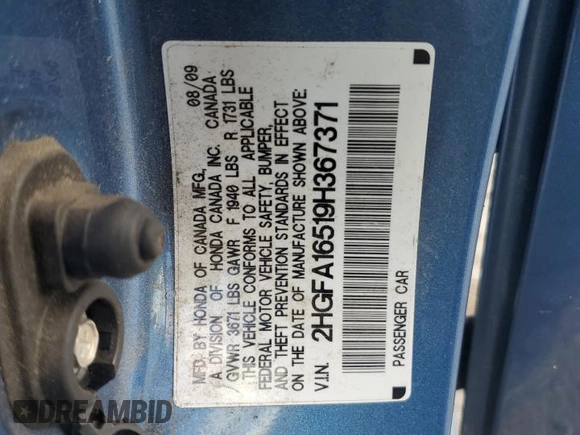 MFD. BY HONDA OF CANADA MFG., 08/09
A DIVISION OF HONDA CANADA INC. CANADA
GVWR 3671 LBS GAWR F 1940 LBS R 1731 LBS
THIS VEHICLE CONFORMS TO ALL APPLICABLE
FEDERAL MOTOR VEHICLE SAFETY, BUMPER,
AND THEFT PREVENTION STANDARDS IN EFFECT
ON THE DATE OF MANUFACTURE SHOWN ABOVE.
V.I.N. 2HGFA16519H367371
PASSENGER CAR
DREAMBID